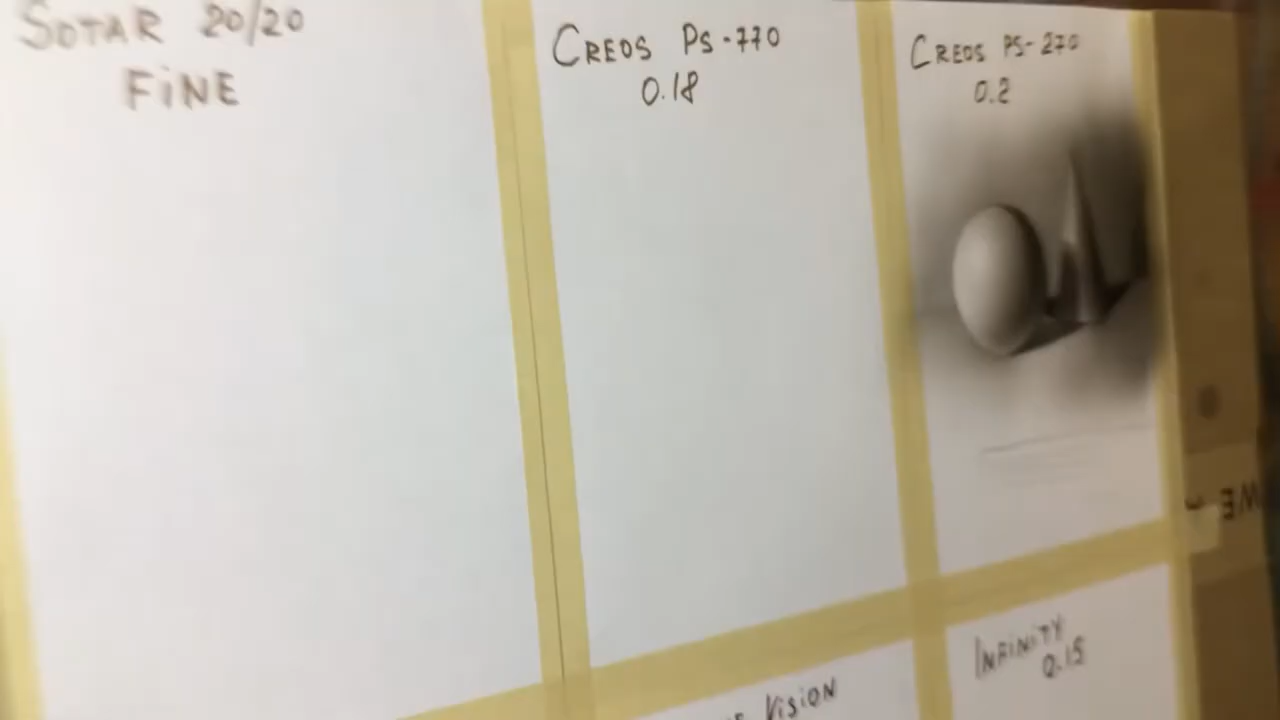 SOTAR 20/20
FiNE
CREOS PS-770
0.18
CREOS PS-270
0.2
INFINITY
0.15
ViSiON